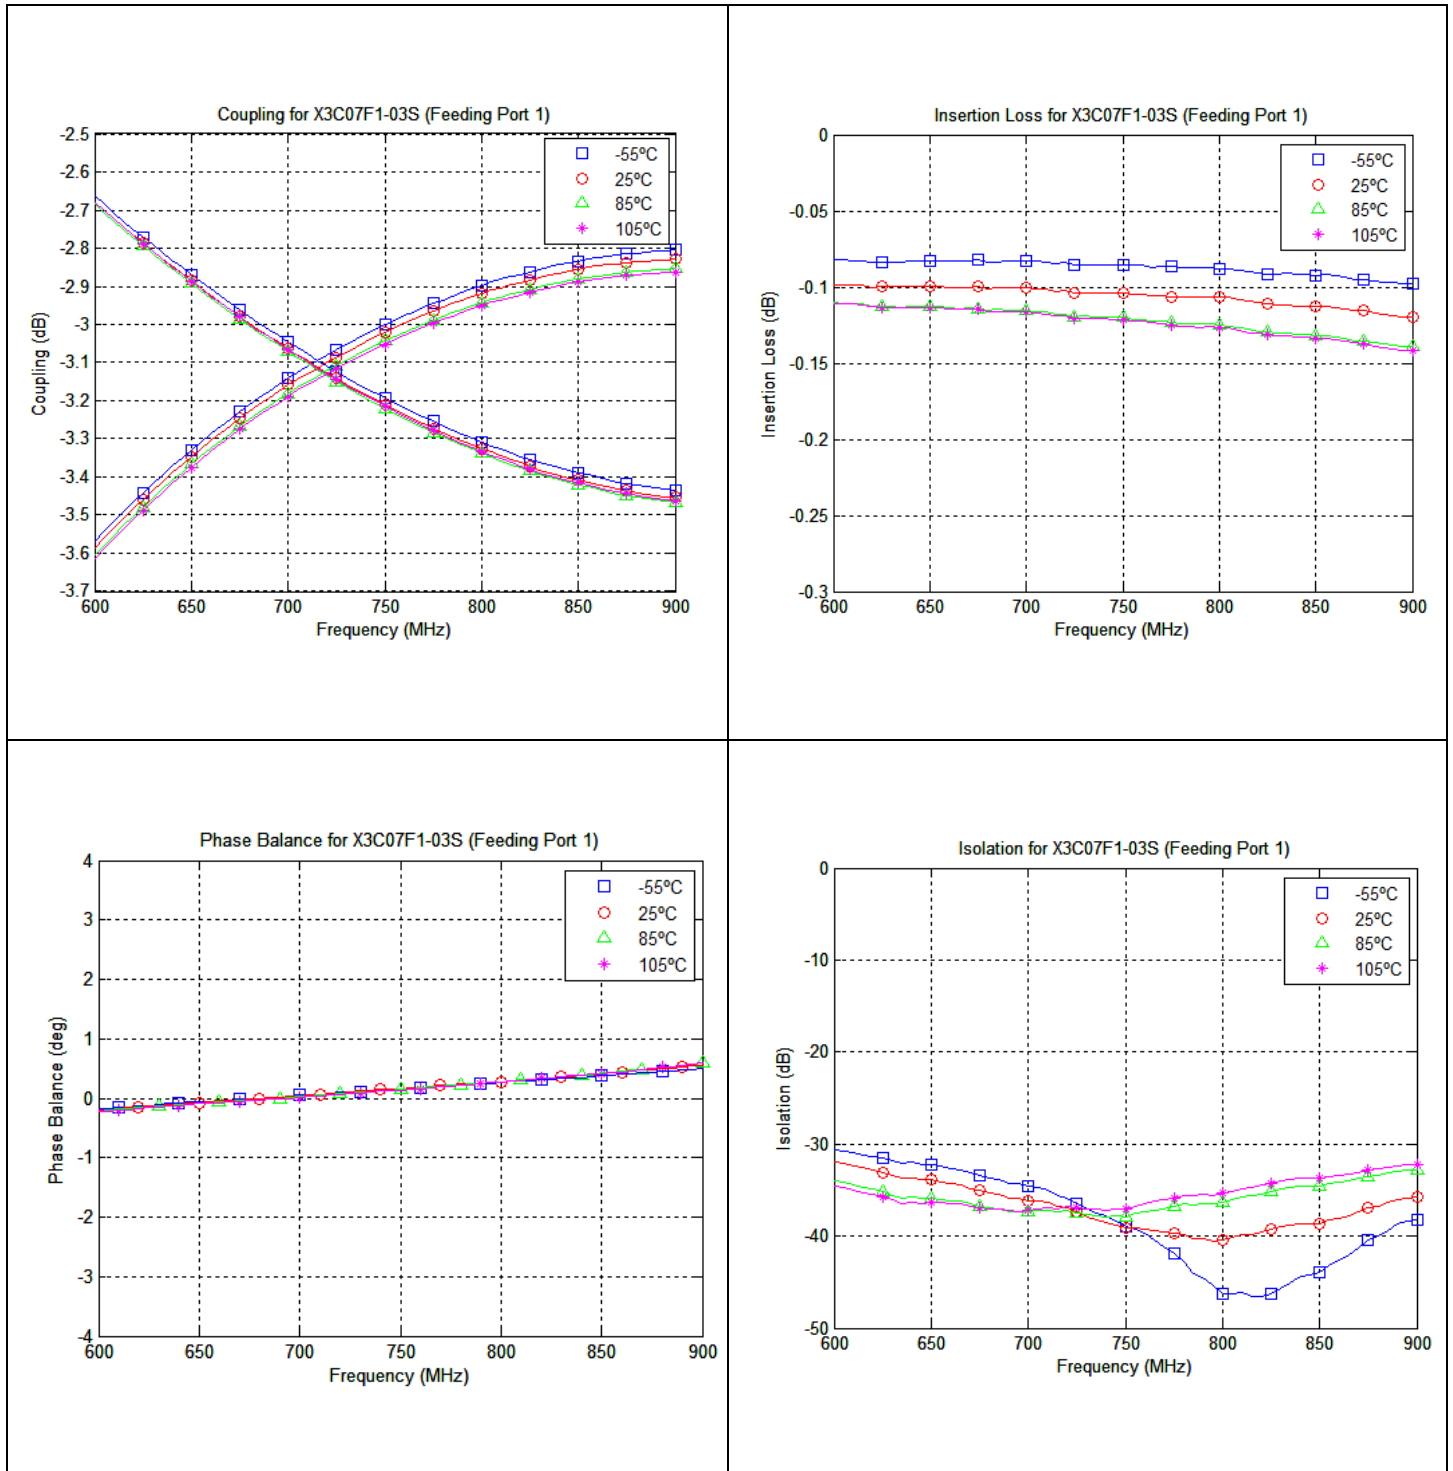 Coupling for X3C07F1-03S (Feeding Port 1)
-2.5
-2.6
-2.7
-2.8
-2.9
-3
-3.1
-3.2
-3.3
-3.4
-3.5
-3.6
-3.7
Coupling (dB)
-55ºC
25ºC
85ºC
105ºC
600 650 700 750 800 850 900
Frequency (MHz)
Insertion Loss for X3C07F1-03S (Feeding Port 1)
0
-0.05
-0.1
-0.15
-0.2
-0.25
-0.3
Insertion Loss (dB)
-55ºC
25ºC
85ºC
105ºC
600 650 700 750 800 850 900
Frequency (MHz)
Phase Balance for X3C07F1-03S (Feeding Port 1)
4
3
2
1
0
-1
-2
-3
-4
Phase Balance (deg)
-55ºC
25ºC
85ºC
105ºC
600 650 700 750 800 850 900
Frequency (MHz)
Isolation for X3C07F1-03S (Feeding Port 1)
0
-10
-20
-30
-40
-50
Isolation (dB)
-55ºC
25ºC
85ºC
105ºC
600 650 700 750 800 850 900
Frequency (MHz)